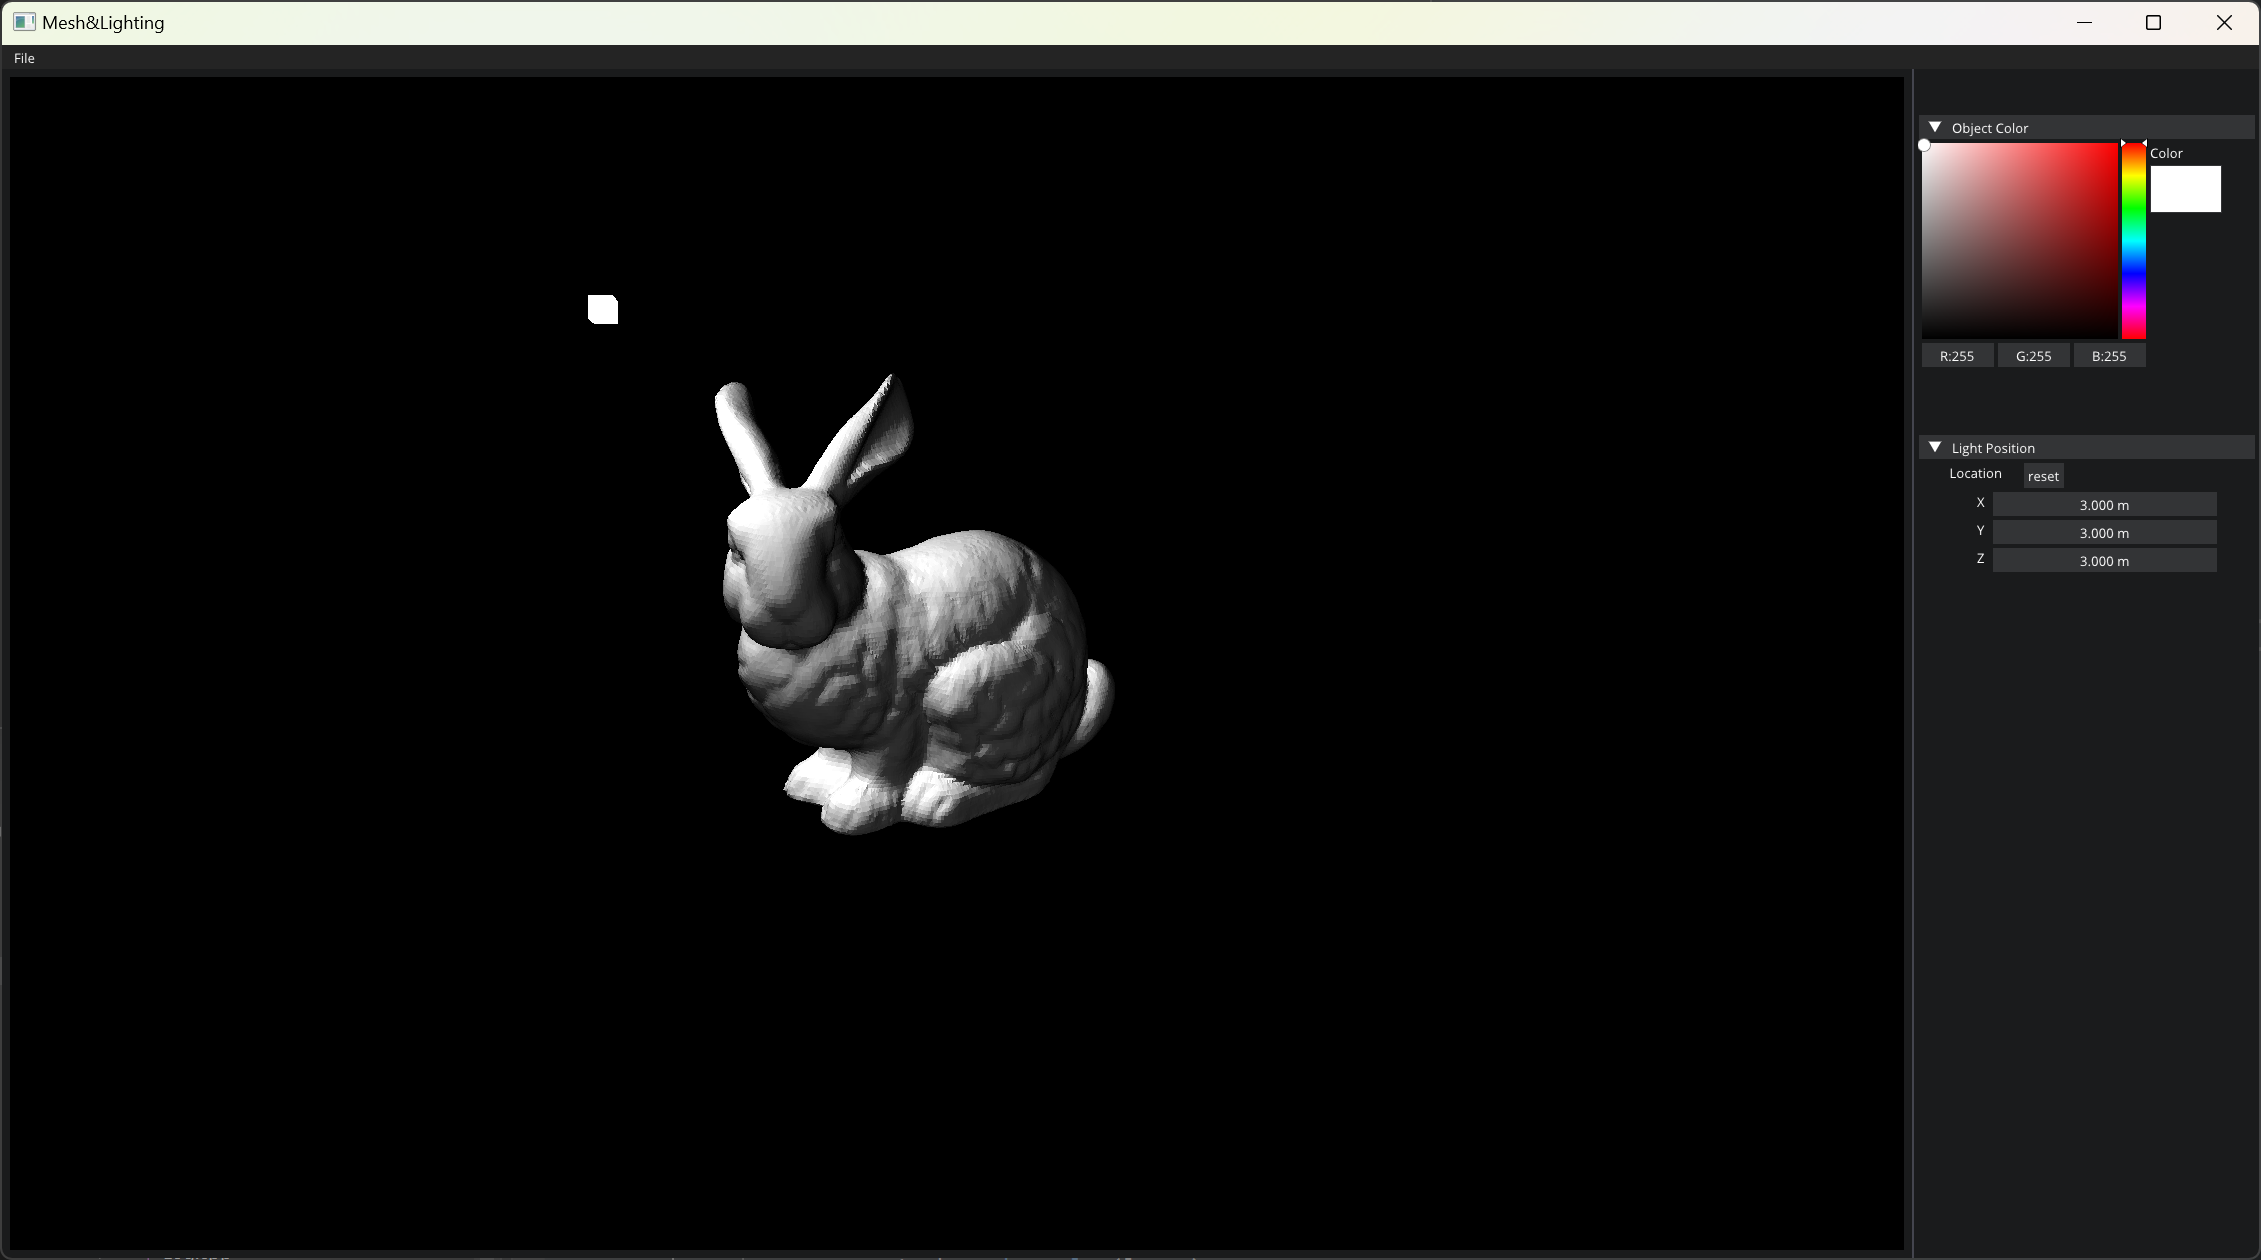 Mesh&Lighting
File
Object Color
Color
R:255 G:255 B:255
Light Position
Location reset
X 3.000 m
Y 3.000 m
Z 3.000 m